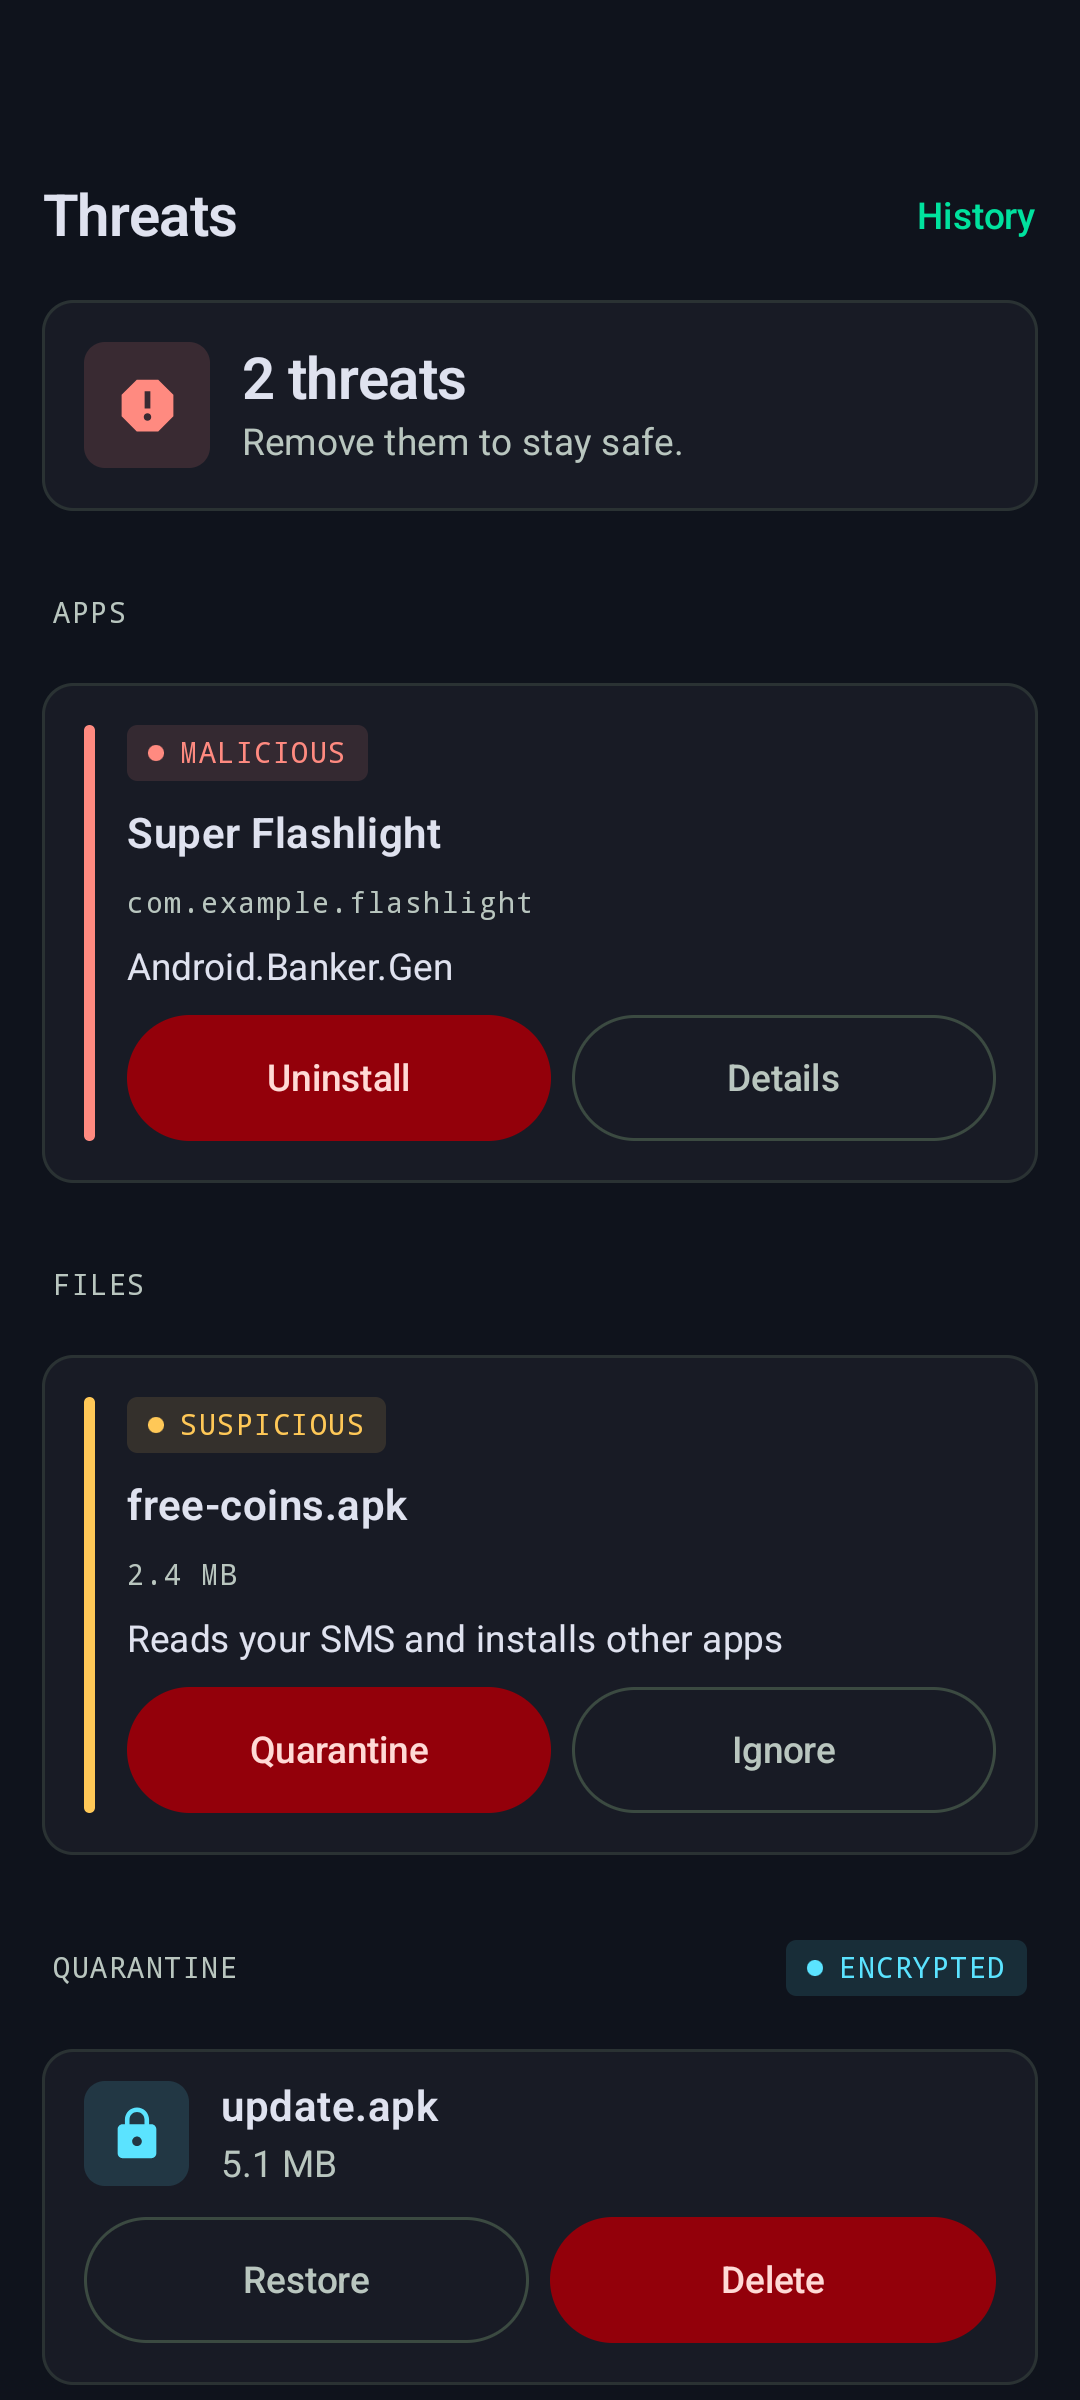 Threats
History
2 threats
Remove them to stay safe.
APPS
MALICIOUS
Super Flashlight
com.example.flashlight
Android.Banker.Gen
Uninstall
Details
FILES
SUSPICIOUS
free-coins.apk
2.4 MB
Reads your SMS and installs other apps
Quarantine
Ignore
QUARANTINE
ENCRYPTED
update.apk
5.1 MB
Restore
Delete